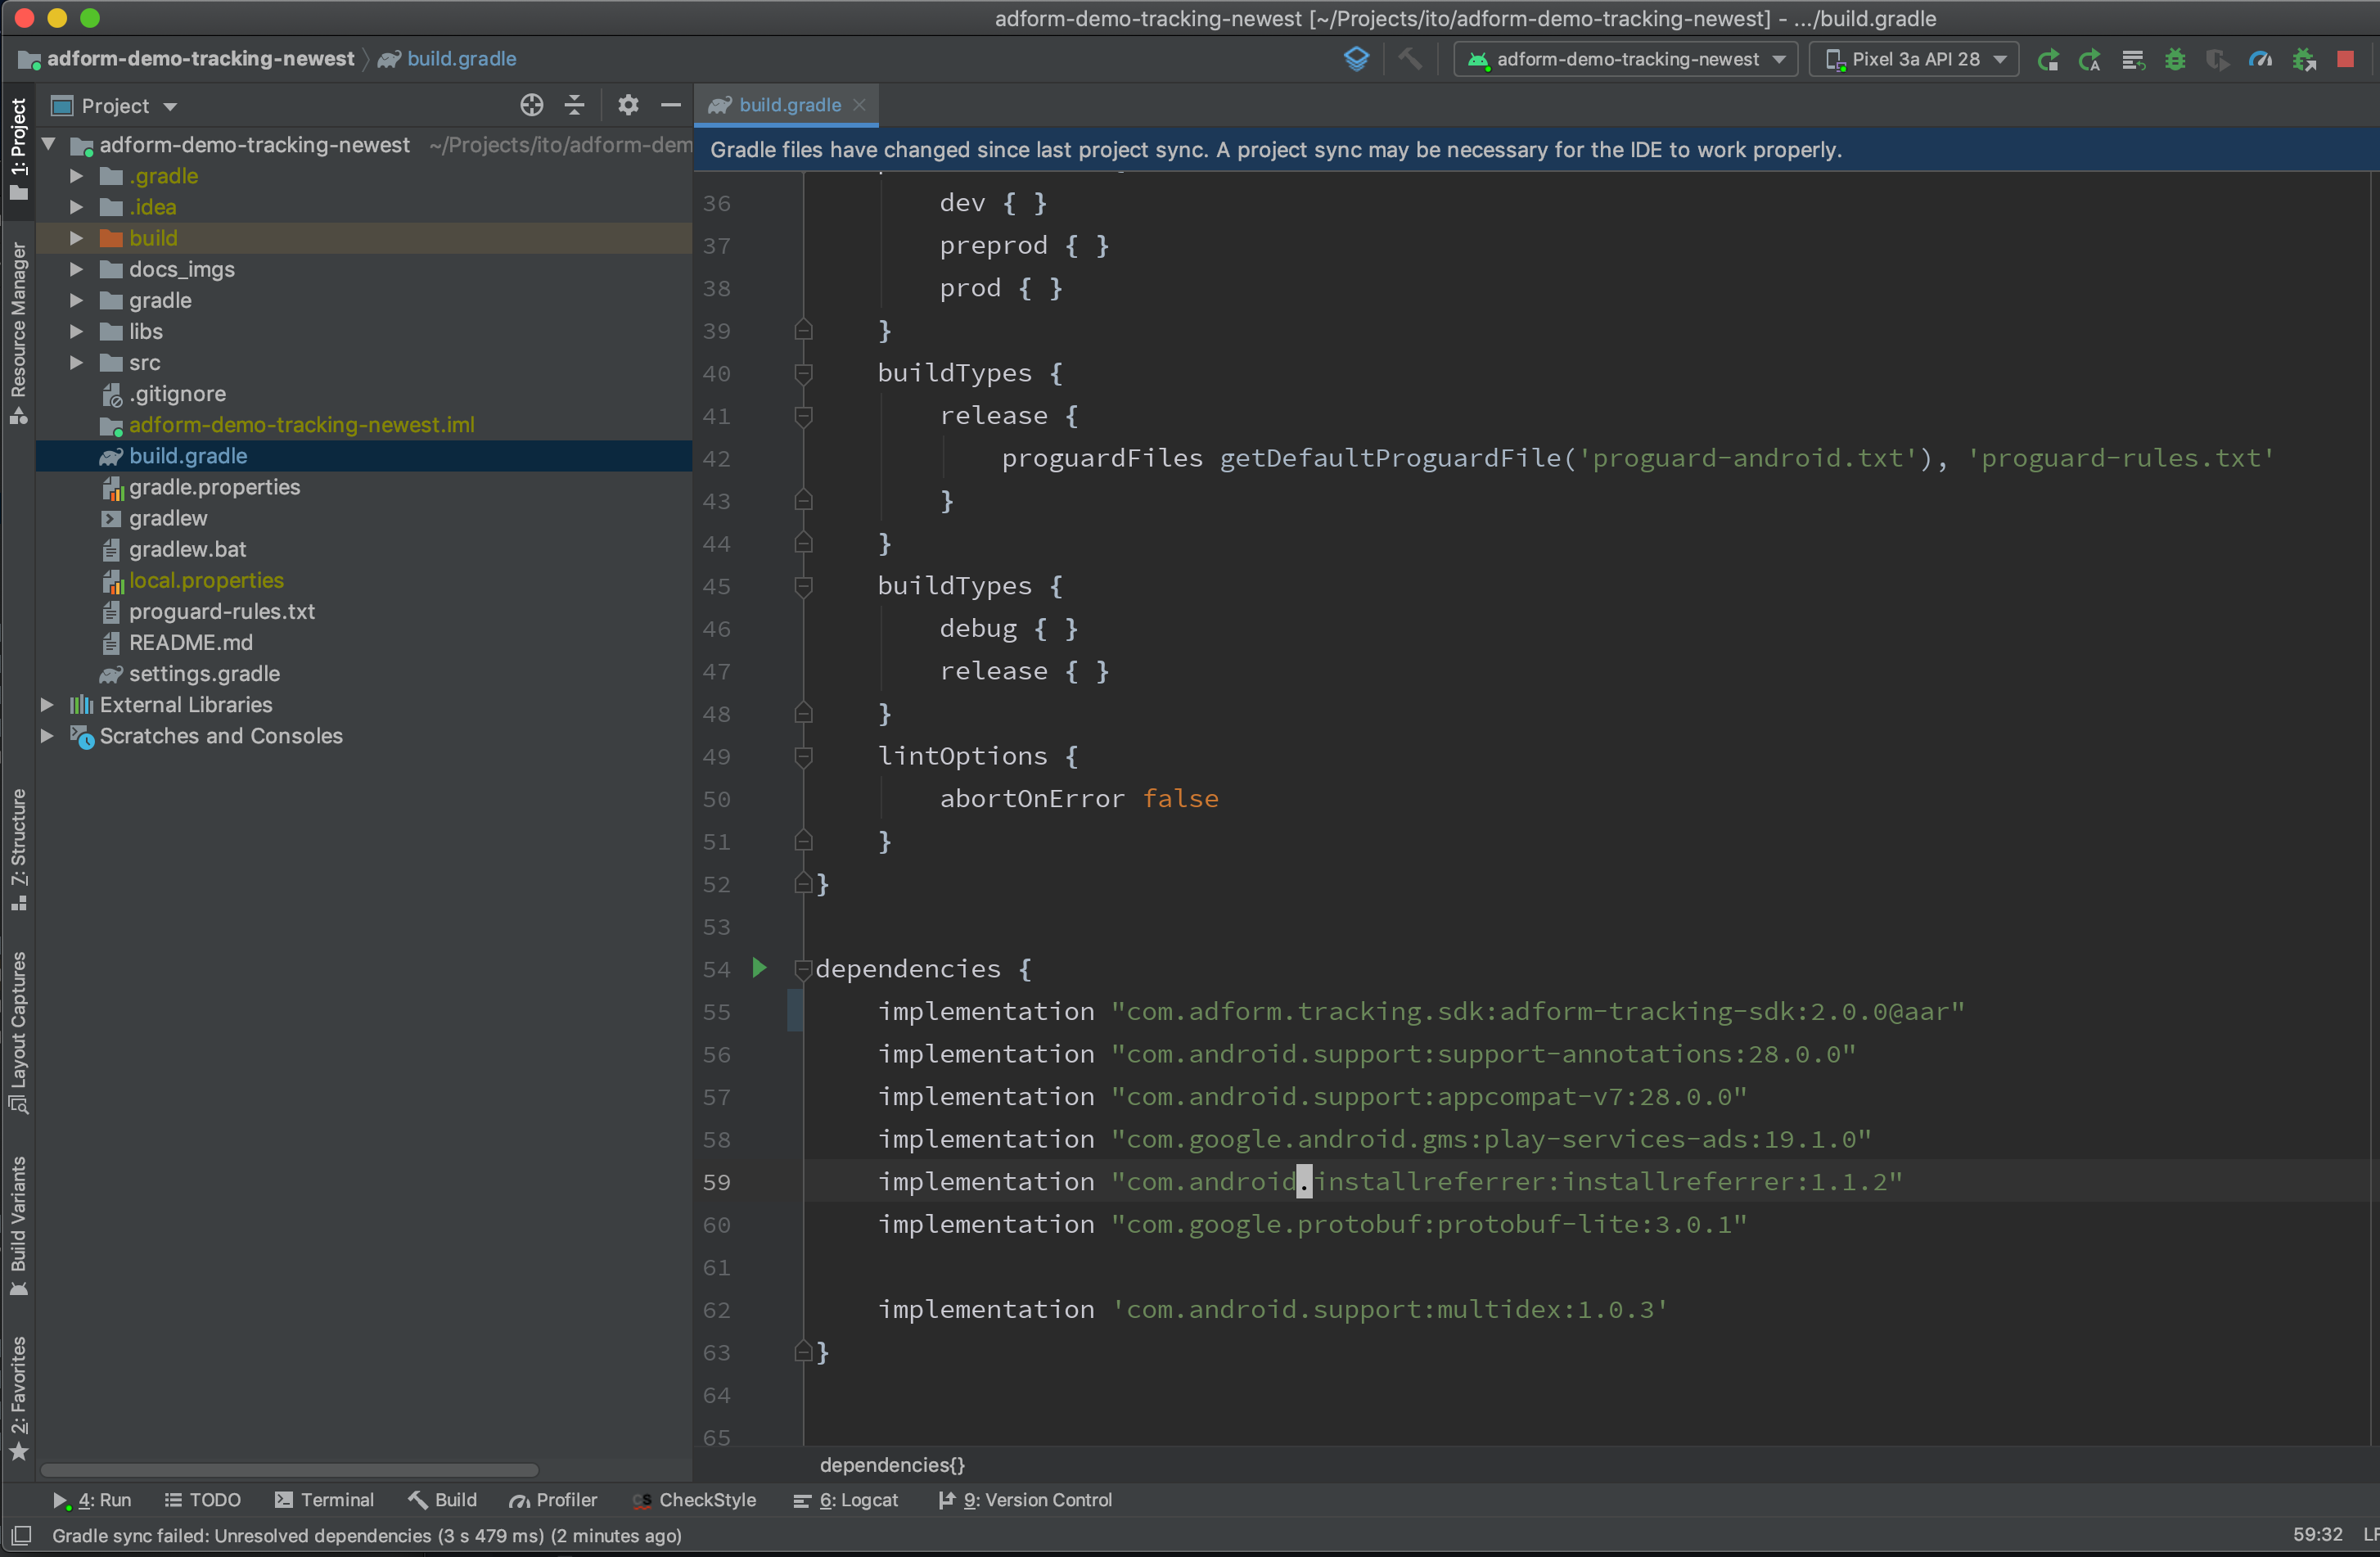 adform-demo-tracking-newest [~/Projects/ito/adform-demo-tracking-newest] - .../build.gradle
adform-demo-tracking-newest build.gradle
adform-demo-tracking-newest
Pixel 3a API 28
Project
build.gradle
Gradle files have changed since last project sync. A project sync may be necessary for the IDE to work properly.
1: Project
Resource Manager
7: Structure
Layout Captures
Build Variants
2: Favorites
adform-demo-tracking-newest ~/Projects/ito/adform-dem
.gradle
.idea
build
docs_imgs
gradle
libs
src
.gitignore
adform-demo-tracking-newest.iml
build.gradle
gradle.properties
gradlew
gradlew.bat
local.properties
proguard-rules.txt
README.md
settings.gradle
External Libraries
Scratches and Consoles
36 dev { }
37 preprod { }
38 prod { }
39 }
40 buildTypes {
41 release {
42 proguardFiles getDefaultProguardFile('proguard-android.txt'), 'proguard-rules.txt'
43 }
44 }
45 buildTypes {
46 debug { }
47 release { }
48 }
49 lintOptions {
50 abortOnError false
51 }
52 }
53
54 dependencies {
55 implementation "com.adform.tracking.sdk:adform-tracking-sdk:2.0.0@aar"
56 implementation "com.android.support:support-annotations:28.0.0"
57 implementation "com.android.support:appcompat-v7:28.0.0"
58 implementation "com.google.android.gms:play-services-ads:19.1.0"
59 implementation "com.android.installreferrer:installreferrer:1.1.2"
60 implementation "com.google.protobuf:protobuf-lite:3.0.1"
61
62 implementation 'com.android.support:multidex:1.0.3'
63 }
64
65
dependencies{}
4: Run TODO Terminal Build Profiler CheckStyle 6: Logcat 9: Version Control
Gradle sync failed: Unresolved dependencies (3 s 479 ms) (2 minutes ago)
59:32 LF